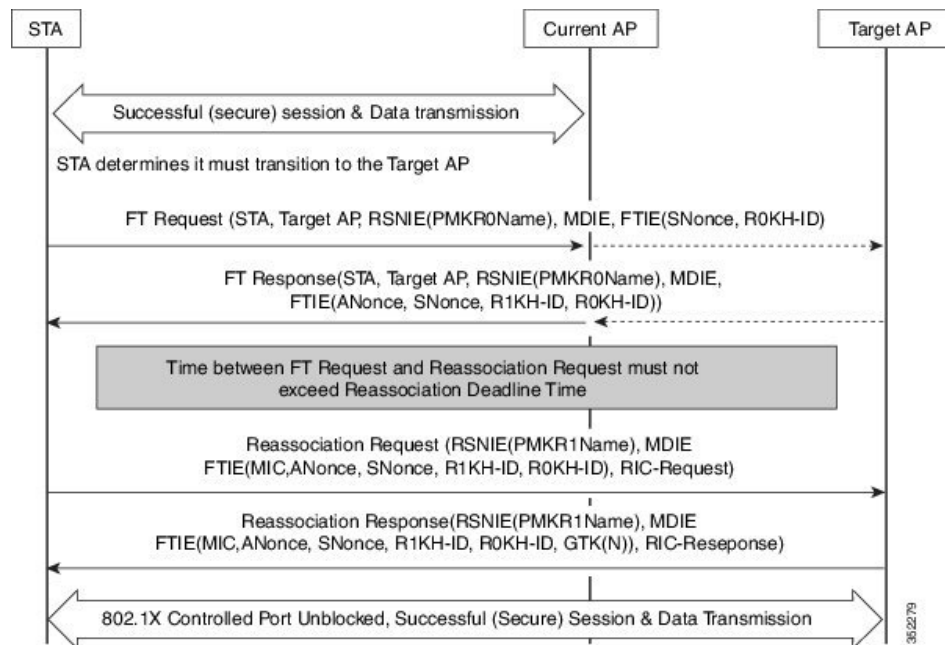 STA
Current AP
Target AP
Successful (secure) session & Data transmission
STA determines it must transition to the Target AP
FT Request (STA, Target AP, RSNIE(PMKR0Name), MDIE, FTIE(SNonce, R0KH-ID)
FT Response(STA, Target AP, RSNIE(PMKR0Name), MDIE,
FTIE(ANonce, SNonce, R1KH-ID, R0KH-ID))
Time between FT Request and Reassociation Request must not
exceed Reassociation Deadline Time
Reassociation Request (RSNIE(PMKR1Name), MDIE
FTIE(MIC,ANonce, SNonce, R1KH-ID, R0KH-ID), RIC-Request)
Reassociation Response(RSNIE(PMKR1Name), MDIE
FTIE(MIC,ANonce, SNonce, R1KH-ID, R0KH-ID, GTK(N)), RIC-Reseponse)
802.1X Controlled Port Unblocked, Successful (Secure) Session & Data Transmission
352279